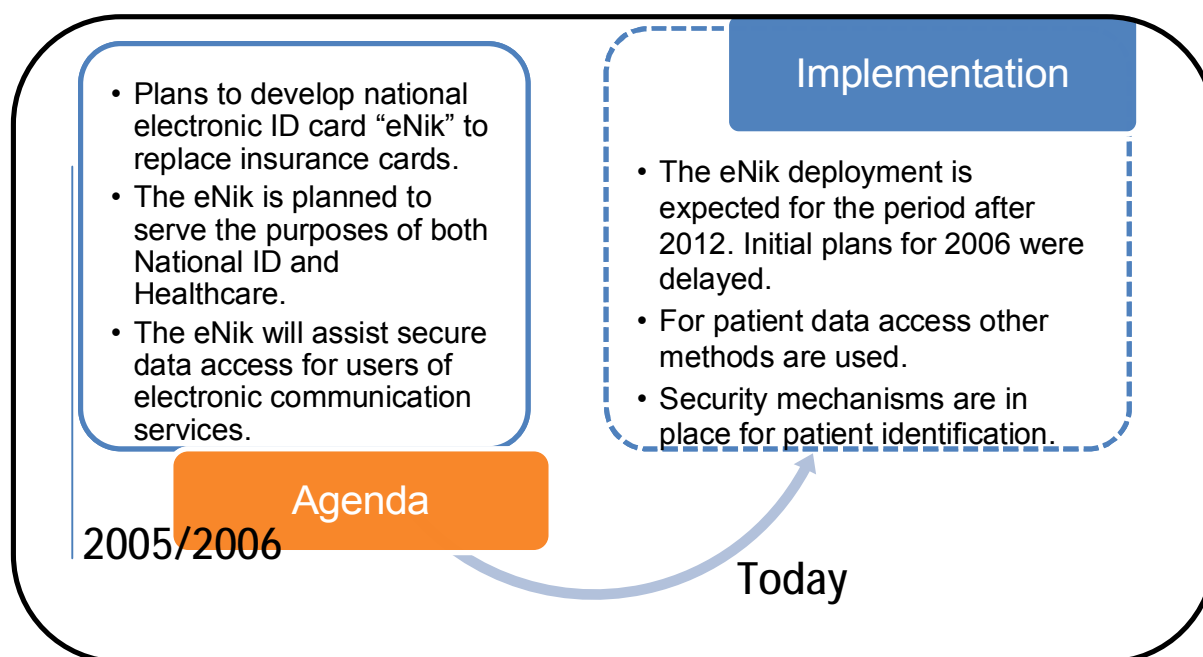 • Plans to develop national
electronic ID card “eNik” to
replace insurance cards.
• The eNik is planned to
serve the purposes of both
National ID and
Healthcare.
• The eNik will assist secure
data access for users of
electronic communication
services.
Agenda
2005/2006
Implementation
• The eNik deployment is
expected for the period after
2012. Initial plans for 2006 were
delayed.
• For patient data access other
methods are used.
• Security mechanisms are in
place for patient identification.
Today